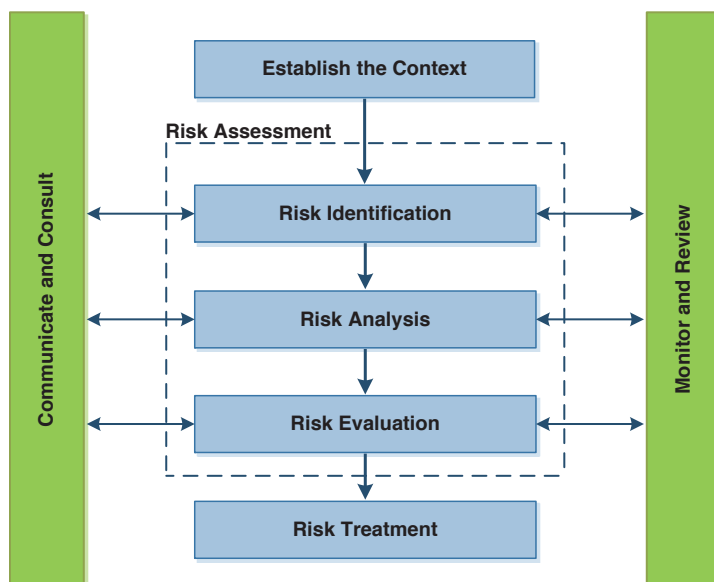 Establish the Context
Risk Assessment
Risk Identification
Risk Analysis
Risk Evaluation
Risk Treatment
Communicate and Consult
Monitor and Review